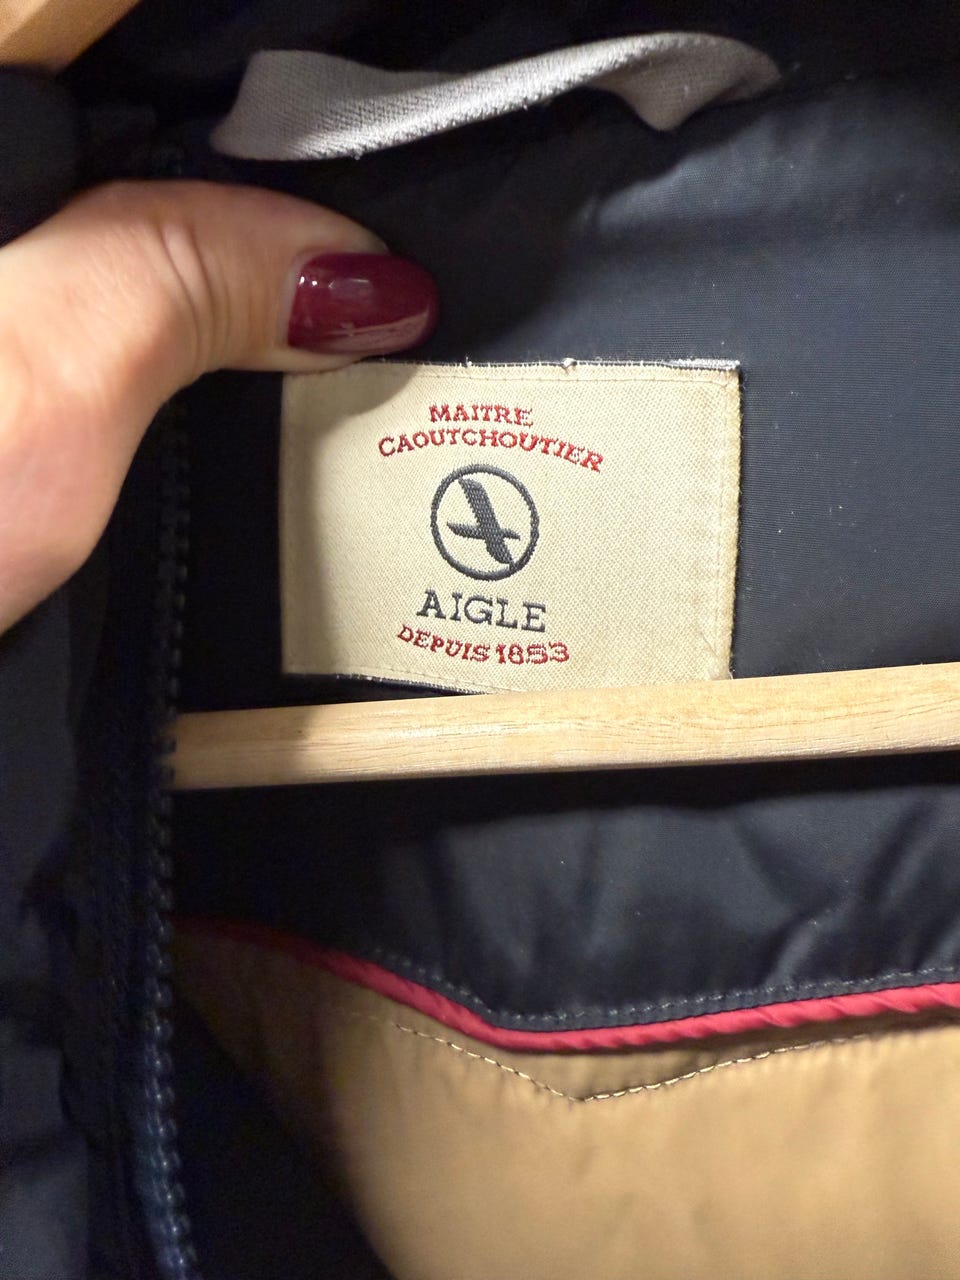 MAITRE
CAOUTCHOUTIER
AIGLE
DEPUIS 1853